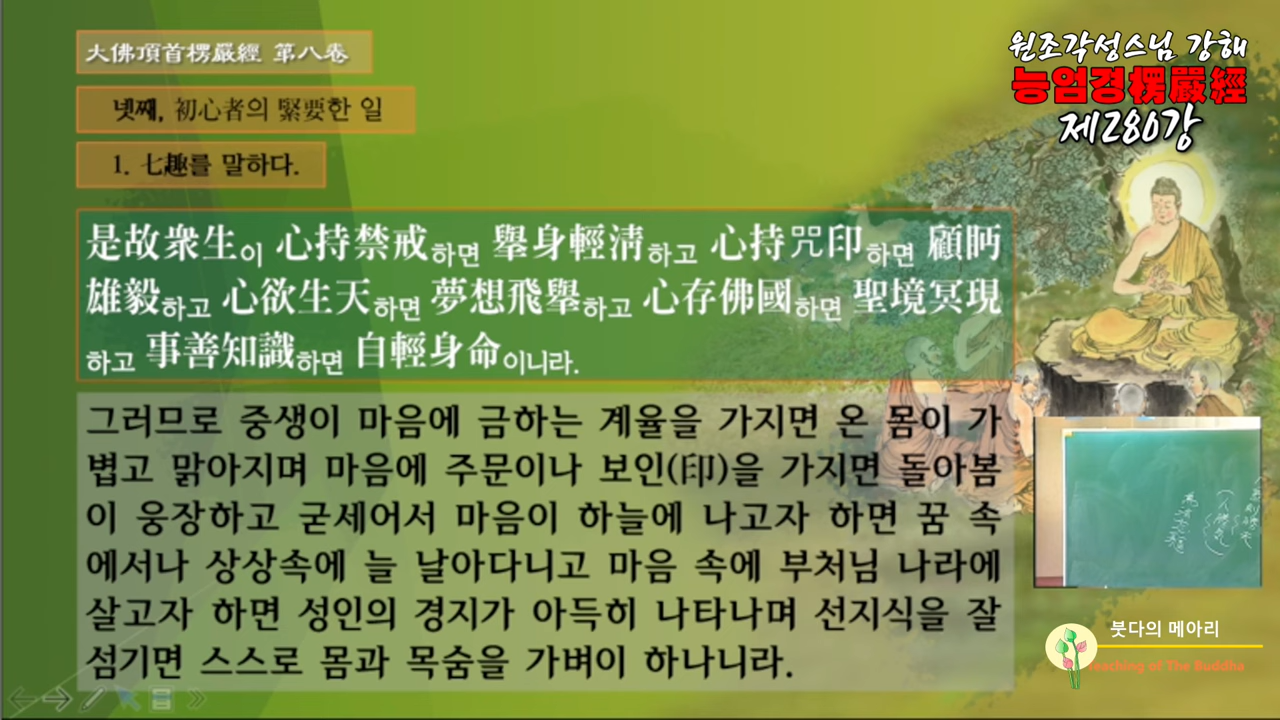 大佛頂首楞嚴經 第八卷
넷째, 初心者의 緊要한 일
1. 七趣를 말하다.
是故衆生이 心持禁戒하면 擧身輕淸하고 心持咒印하면 顧眄
雄毅하고 心欲生天하면 夢想飛擧하고 心存佛國하면 聖境冥現
하고 事善知識하면 自輕身命이니라.
그러므로 중생이 마음에 금하는 계율을 가지면 온 몸이 가
볍고 맑아지며 마음에 주문이나 보인(印)을 가지면 돌아봄
이 웅장하고 굳세어서 마음이 하늘에 나고자 하면 꿈 속
에서나 상상속에 늘 날아다니고 마음 속에 부처님 나라에
살고자 하면 성인의 경지가 아득히 나타나며 선지식을 잘
섬기면 스스로 몸과 목숨을 가벼이 하나니라.
원조각성스님 강해
능엄경楞嚴經
제280강
붓다의 메아리
Teaching of The Buddha